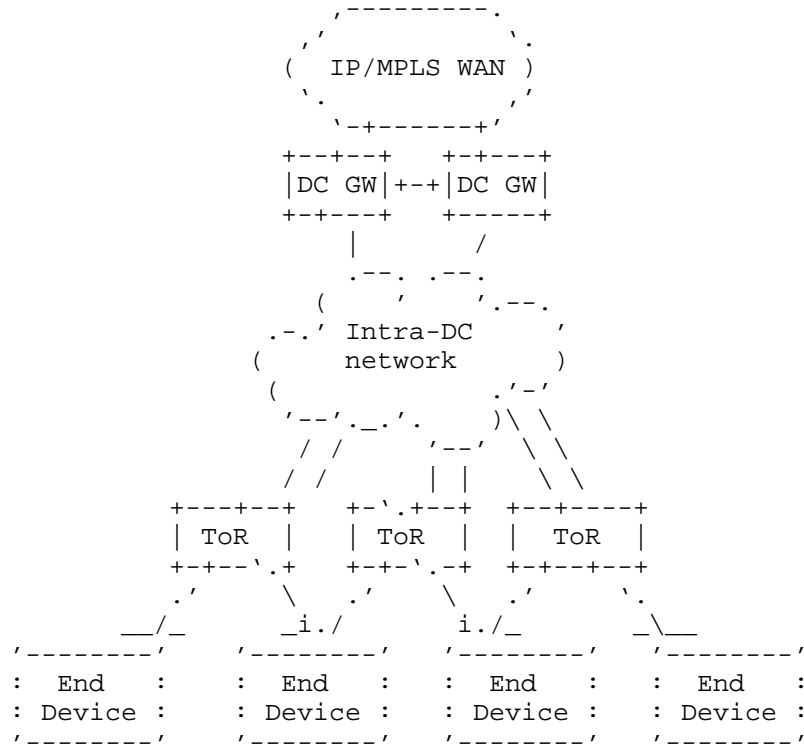 IP/MPLS WAN
DC GW DC GW
Intra-DC
network
ToR ToR ToR
End End End End
Device Device Device Device